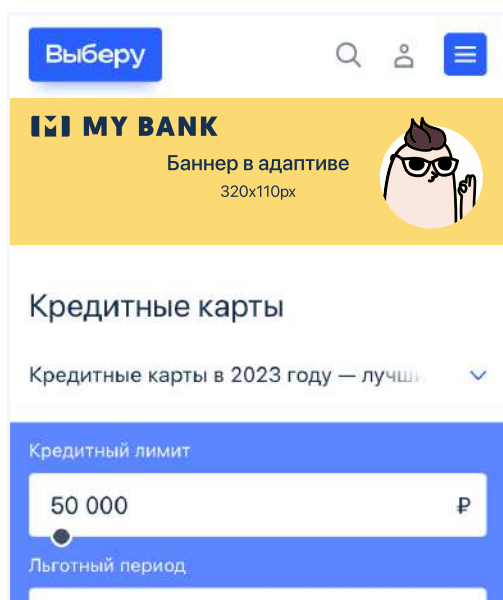 Выберу
MY BANK
Баннер в адаптиве
320x110px
Кредитные карты
Кредитные карты в 2023 году — лучши
Кредитный лимит
50 000 ₽
Льготный период